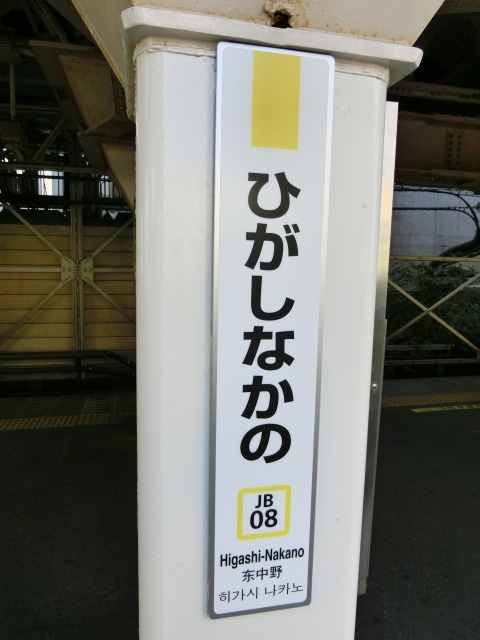 ひがしなかの
JB
08
Higashi-Nakano
东中野
히가시 나카노